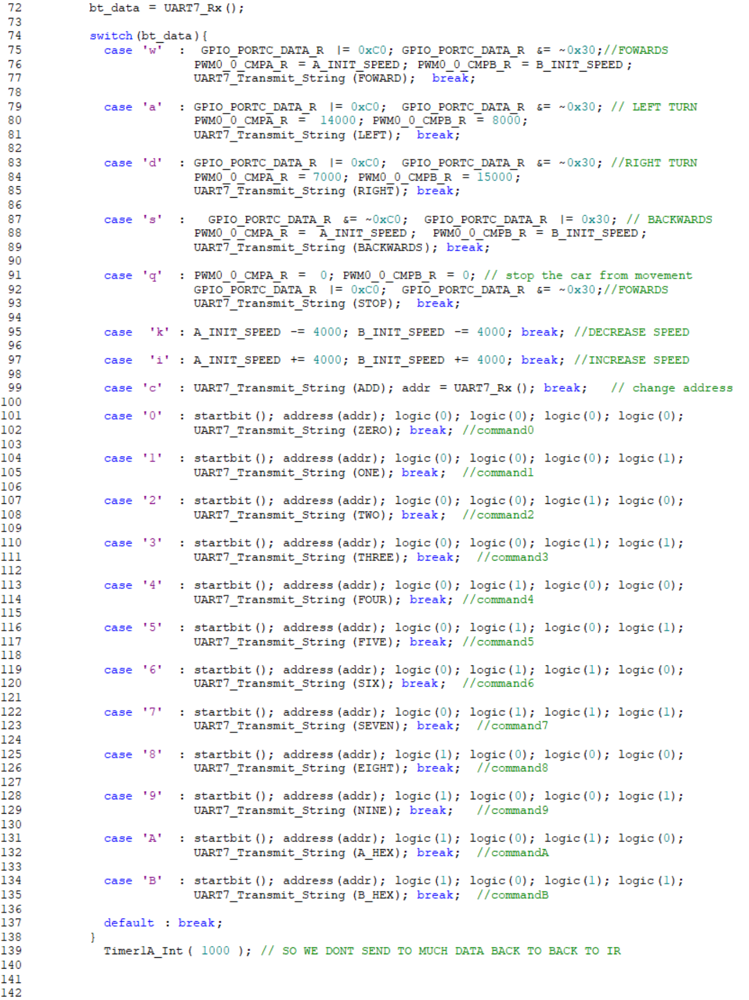 72 bt_data = UART7_Rx();
73
74 switch(bt_data){
75 case 'w' : GPIO_PORTC_DATA_R |= 0xC0; GPIO_PORTC_DATA_R &= ~0x30;//FOWARDS
76 PWM0_0_CMPA_R = A_INIT_SPEED; PWM0_0_CMPB_R = B_INIT_SPEED;
77 UART7_Transmit_String (FOWARD); break;
78
79 case 'a' : GPIO_PORTC_DATA_R |= 0xC0; GPIO_PORTC_DATA_R &= ~0x30; // LEFT TURN
80 PWM0_0_CMPA_R = 14000; PWM0_0_CMPB_R = 8000;
81 UART7_Transmit_String (LEFT); break;
82
83 case 'd' : GPIO_PORTC_DATA_R |= 0xC0; GPIO_PORTC_DATA_R &= ~0x30; //RIGHT TURN
84 PWM0_0_CMPA_R = 7000; PWM0_0_CMPB_R = 15000;
85 UART7_Transmit_String (RIGHT); break;
86
87 case 's' : GPIO_PORTC_DATA_R &= ~0xC0; GPIO_PORTC_DATA_R |= 0x30; // BACKWARDS
88 PWM0_0_CMPA_R = A_INIT_SPEED; PWM0_0_CMPB_R = B_INIT_SPEED;
89 UART7_Transmit_String (BACKWARDS); break;
90
91 case 'q' : PWM0_0_CMPA_R = 0; PWM0_0_CMPB_R = 0; // stop the car from movement
92 GPIO_PORTC_DATA_R |= 0xC0; GPIO_PORTC_DATA_R &= ~0x30;//FOWARDS
93 UART7_Transmit_String (STOP); break;
94
95 case 'k' : A_INIT_SPEED -= 4000; B_INIT_SPEED -= 4000; break; //DECREASE SPEED
96
97 case 'i' : A_INIT_SPEED += 4000; B_INIT_SPEED += 4000; break; //INCREASE SPEED
98
99 case 'c' : UART7_Transmit_String (ADD); addr = UART7_Rx(); break; // change address
100
101 case '0' : startbit(); address(addr); logic(0); logic(0); logic(0); logic(0);
102 UART7_Transmit_String (ZERO); break; //command0
103
104 case '1' : startbit(); address(addr); logic(0); logic(0); logic(0); logic(1);
105 UART7_Transmit_String (ONE); break; //command1
106
107 case '2' : startbit(); address(addr); logic(0); logic(0); logic(1); logic(0);
108 UART7_Transmit_String (TWO); break; //command2
109
110 case '3' : startbit(); address(addr); logic(0); logic(0); logic(1); logic(1);
111 UART7_Transmit_String (THREE); break; //command3
112
113 case '4' : startbit(); address(addr); logic(0); logic(1); logic(0); logic(0);
114 UART7_Transmit_String (FOUR); break; //command4
115
116 case '5' : startbit(); address(addr); logic(0); logic(1); logic(0); logic(1);
117 UART7_Transmit_String (FIVE); break; //command5
118
119 case '6' : startbit(); address(addr); logic(0); logic(1); logic(1); logic(0);
120 UART7_Transmit_String (SIX); break; //command6
121
122 case '7' : startbit(); address(addr); logic(0); logic(1); logic(1); logic(1);
123 UART7_Transmit_String (SEVEN); break; //command7
124
125 case '8' : startbit(); address(addr); logic(1); logic(0); logic(0); logic(0);
126 UART7_Transmit_String (EIGHT); break; //command8
127
128 case '9' : startbit(); address(addr); logic(1); logic(0); logic(0); logic(1);
129 UART7_Transmit_String (NINE); break; //command9
130
131 case 'A' : startbit(); address(addr); logic(1); logic(0); logic(1); logic(0);
132 UART7_Transmit_String (A_HEX); break; //commandA
133
134 case 'B' : startbit(); address(addr); logic(1); logic(0); logic(1); logic(1);
135 UART7_Transmit_String (B_HEX); break; //commandB
136
137 default : break;
138 }
139 Timer1A_Int( 1000 ); // SO WE DONT SEND TO MUCH DATA BACK TO BACK TO IR
140
141
142